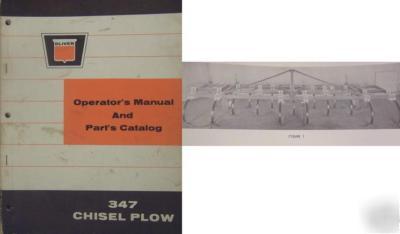 OLIVER
Operator's Manual
And
Part's Catalog
347
CHISEL PLOW
FIGURE 1